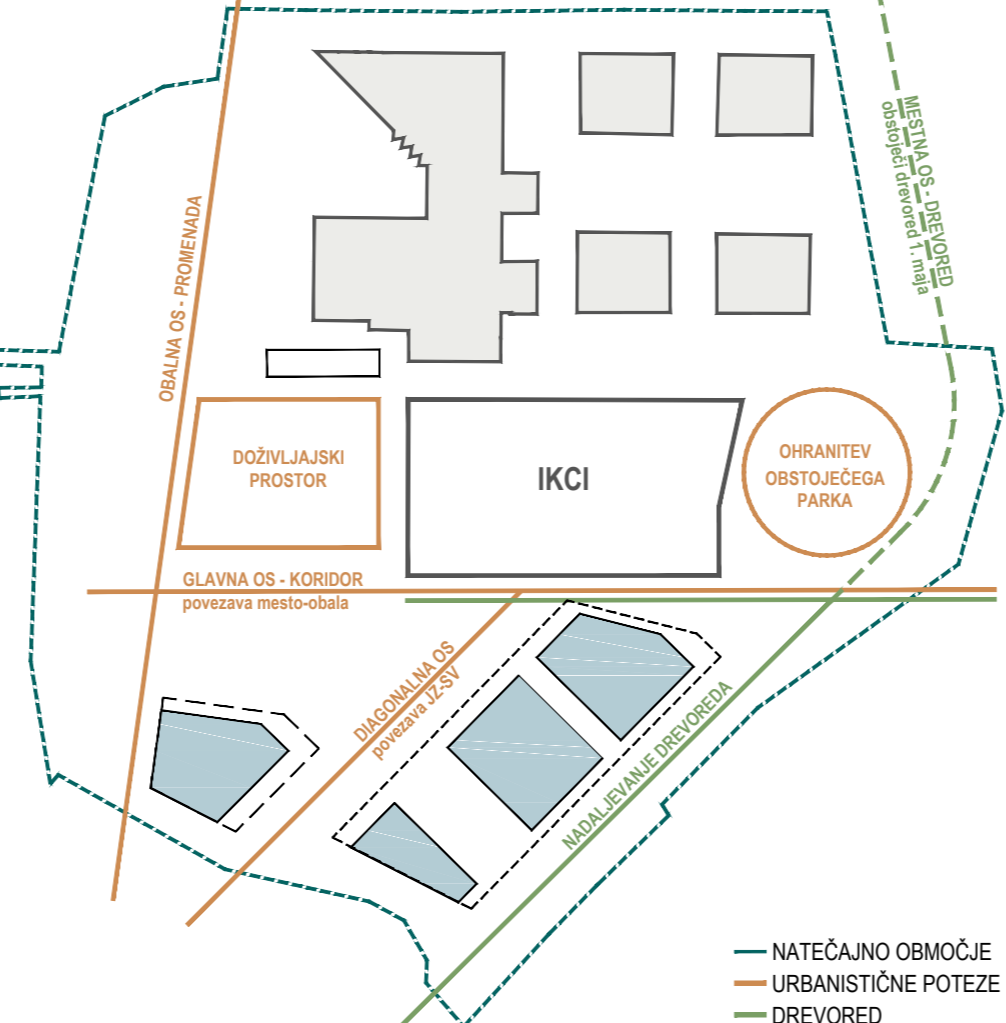 MESTNA OS - DREVORED
obstoječi drevored 1. maja
OBALNA OS - PROMENADA
DOŽIVLJAJSKI
PROSTOR
IKCI
OHRANITEV
OBSTOJEČEGA
PARKA
GLAVNA OS - KORIDOR
povezava mesto-obala
DIAGONALNA OS
povezava JZ-SV
NADALJEVANJE DREVOREDA
NATEČAJNO OBMOČJE
URBANISTIČNE POTEZE
DREVORED